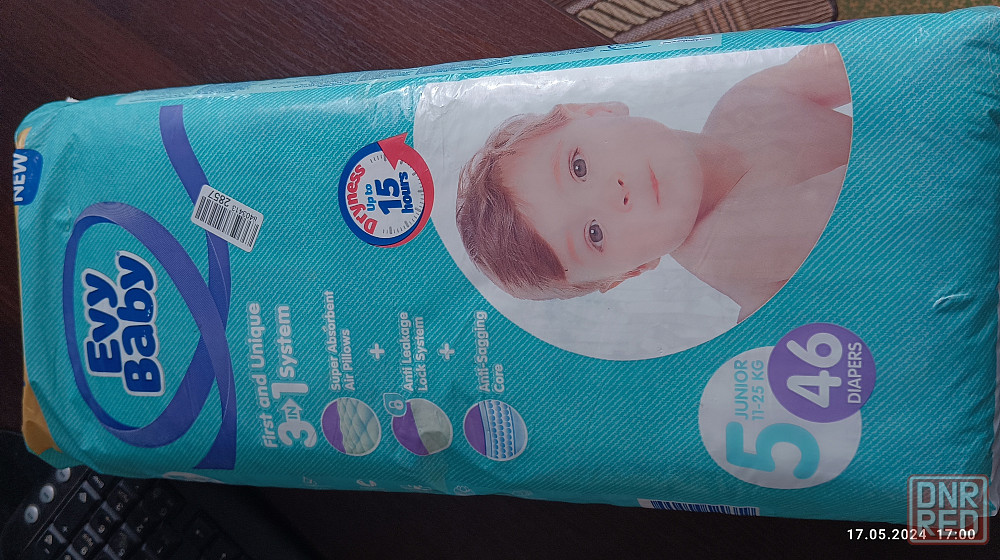 NEW
Evy
Baby
6403413 2857
Dryness
Up to
15
hours
First and Unique
3 IN 1 System
Super Absorbent
Air Pillows
+
Anti Leakage
Lock System
+
Anti-Sagging
Core
5
JUNIOR
11-25 KG
46
DIAPERS
17.05.2024 17:00
DNR
RED